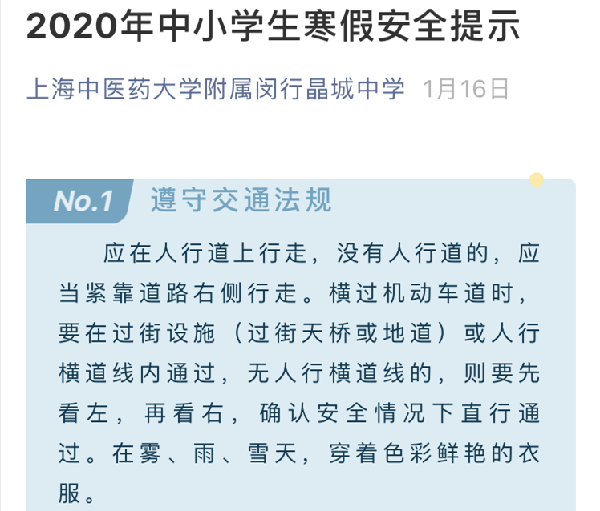 2020年中小学生寒假安全提示
上海中医药大学附属闵行晶城中学 1月16日
No.1 遵守交通法规
应在人行道上行走，没有人行道的，应
当紧靠道路右侧行走。横过机动车道时，
要在过街设施（过街天桥或地道）或人行
横道线内通过，无人行横道线的，则要先
看左，再看右，确认安全情况下直行通
过。在雾、雨、雪天，穿着色彩鲜艳的衣
服。